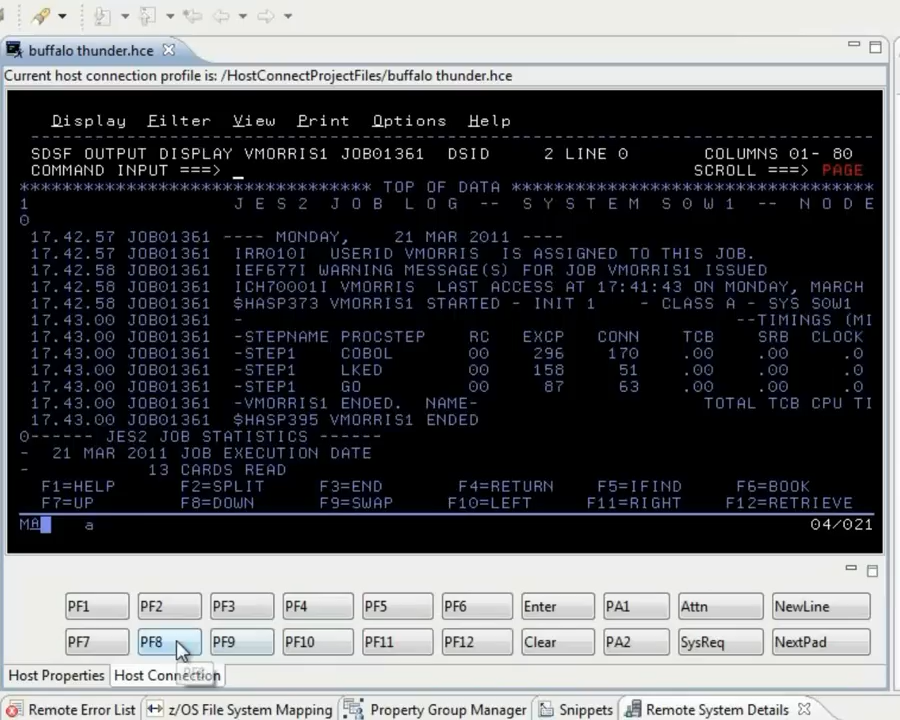 buffalo thunder.hce
Current host connection profile is: /HostConnectProjectFiles/buffalo thunder.hce
Display Filter View Print Options Help
SDSF OUTPUT DISPLAY VMORRIS1 JOB01361 DSID 2 LINE 0 COLUMNS 01- 80
COMMAND INPUT ===> _ SCROLL ===> PAGE
******************************** TOP OF DATA *********************************
1 J E S 2 J O B L O G -- S Y S T E M S 0 W 1 -- N O D E
0
17.42.57 JOB01361 ---- MONDAY, 21 MAR 2011 ----
17.42.57 JOB01361 IRR010I USERID VMORRIS IS ASSIGNED TO THIS JOB.
17.42.58 JOB01361 IEF677I WARNING MESSAGE(S) FOR JOB VMORRIS1 ISSUED
17.42.58 JOB01361 ICH70001I VMORRIS LAST ACCESS AT 17:41:43 ON MONDAY, MARCH
17.42.58 JOB01361 $HASP373 VMORRIS1 STARTED - INIT 1 - CLASS A - SYS S0W1
17.43.00 JOB01361 - --TIMINGS (MI
17.43.00 JOB01361 -STEPNAME PROCSTEP RC EXCP CONN TCB SRB CLOCK
17.43.00 JOB01361 -STEP1 COBOL 00 296 170 .00 .00 .0
17.43.00 JOB01361 -STEP1 LKED 00 158 51 .00 .00 .0
17.43.00 JOB01361 -STEP1 GO 00 87 63 .00 .00 .0
17.43.00 JOB01361 -VMORRIS1 ENDED. NAME- TOTAL TCB CPU TI
17.43.00 JOB01361 $HASP395 VMORRIS1 ENDED
0------ JES2 JOB STATISTICS ------
- 21 MAR 2011 JOB EXECUTION DATE
- 13 CARDS READ
F1=HELP F2=SPLIT F3=END F4=RETURN F5=IFIND F6=BOOK
F7=UP F8=DOWN F9=SWAP F10=LEFT F11=RIGHT F12=RETRIEVE
MA a 04/021
PF1 PF2 PF3 PF4 PF5 PF6 Enter PA1 Attn NewLine
PF7 PF8 PF9 PF10 PF11 PF12 Clear PA2 SysReq NextPad
Host Properties Host Connection
Remote Error List z/OS File System Mapping Property Group Manager Snippets Remote System Details